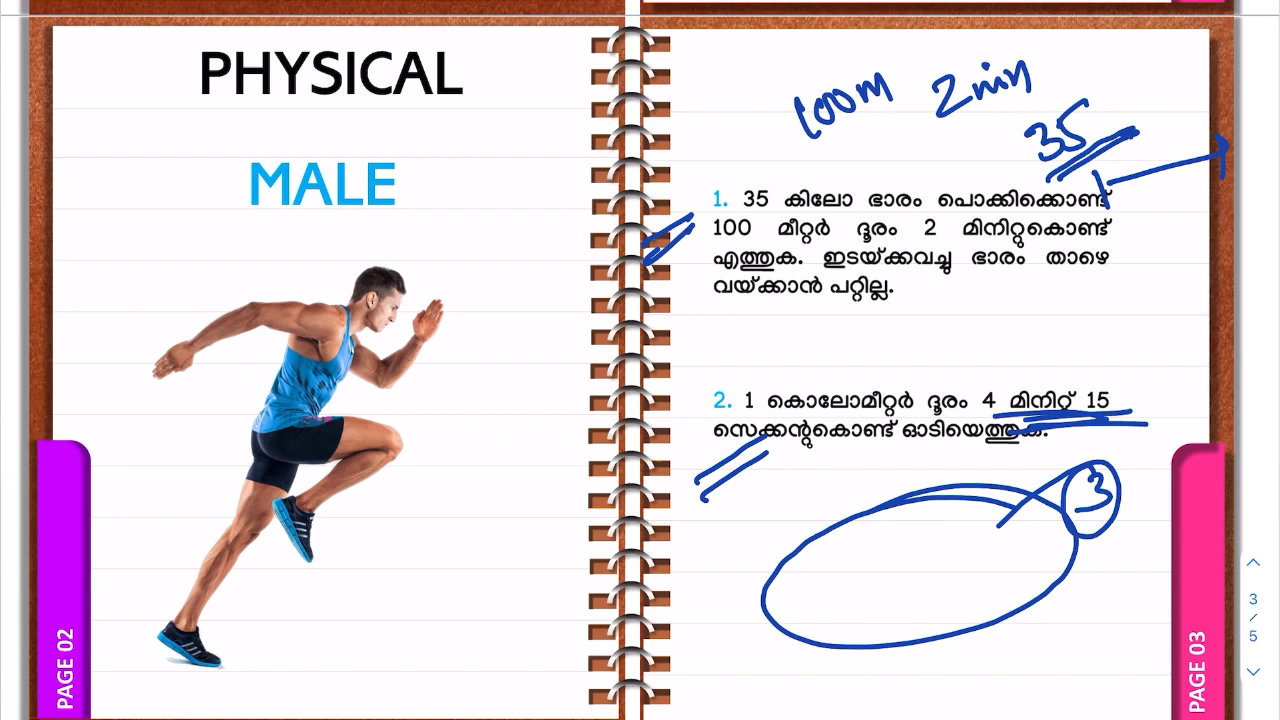 PHYSICAL
MALE
PAGE 02
100m 2min
35
1. 35 കിലോ ഭാരം പൊക്കിക്കൊണ്ട്
100 മീറ്റർ ദൂരം 2 മിനിറ്റുകൊണ്ട്
എത്തുക. ഇടയ്ക്കുവച്ചു ഭാരം താഴെ
വയ്ക്കാൻ പറ്റില്ല.
2. 1 കൊലോമീറ്റർ ദൂരം 4 മിനിറ്റ് 15
സെക്കന്റുകൊണ്ട് ഓടിയെത്തുക.
3
PAGE 03
3
/
5